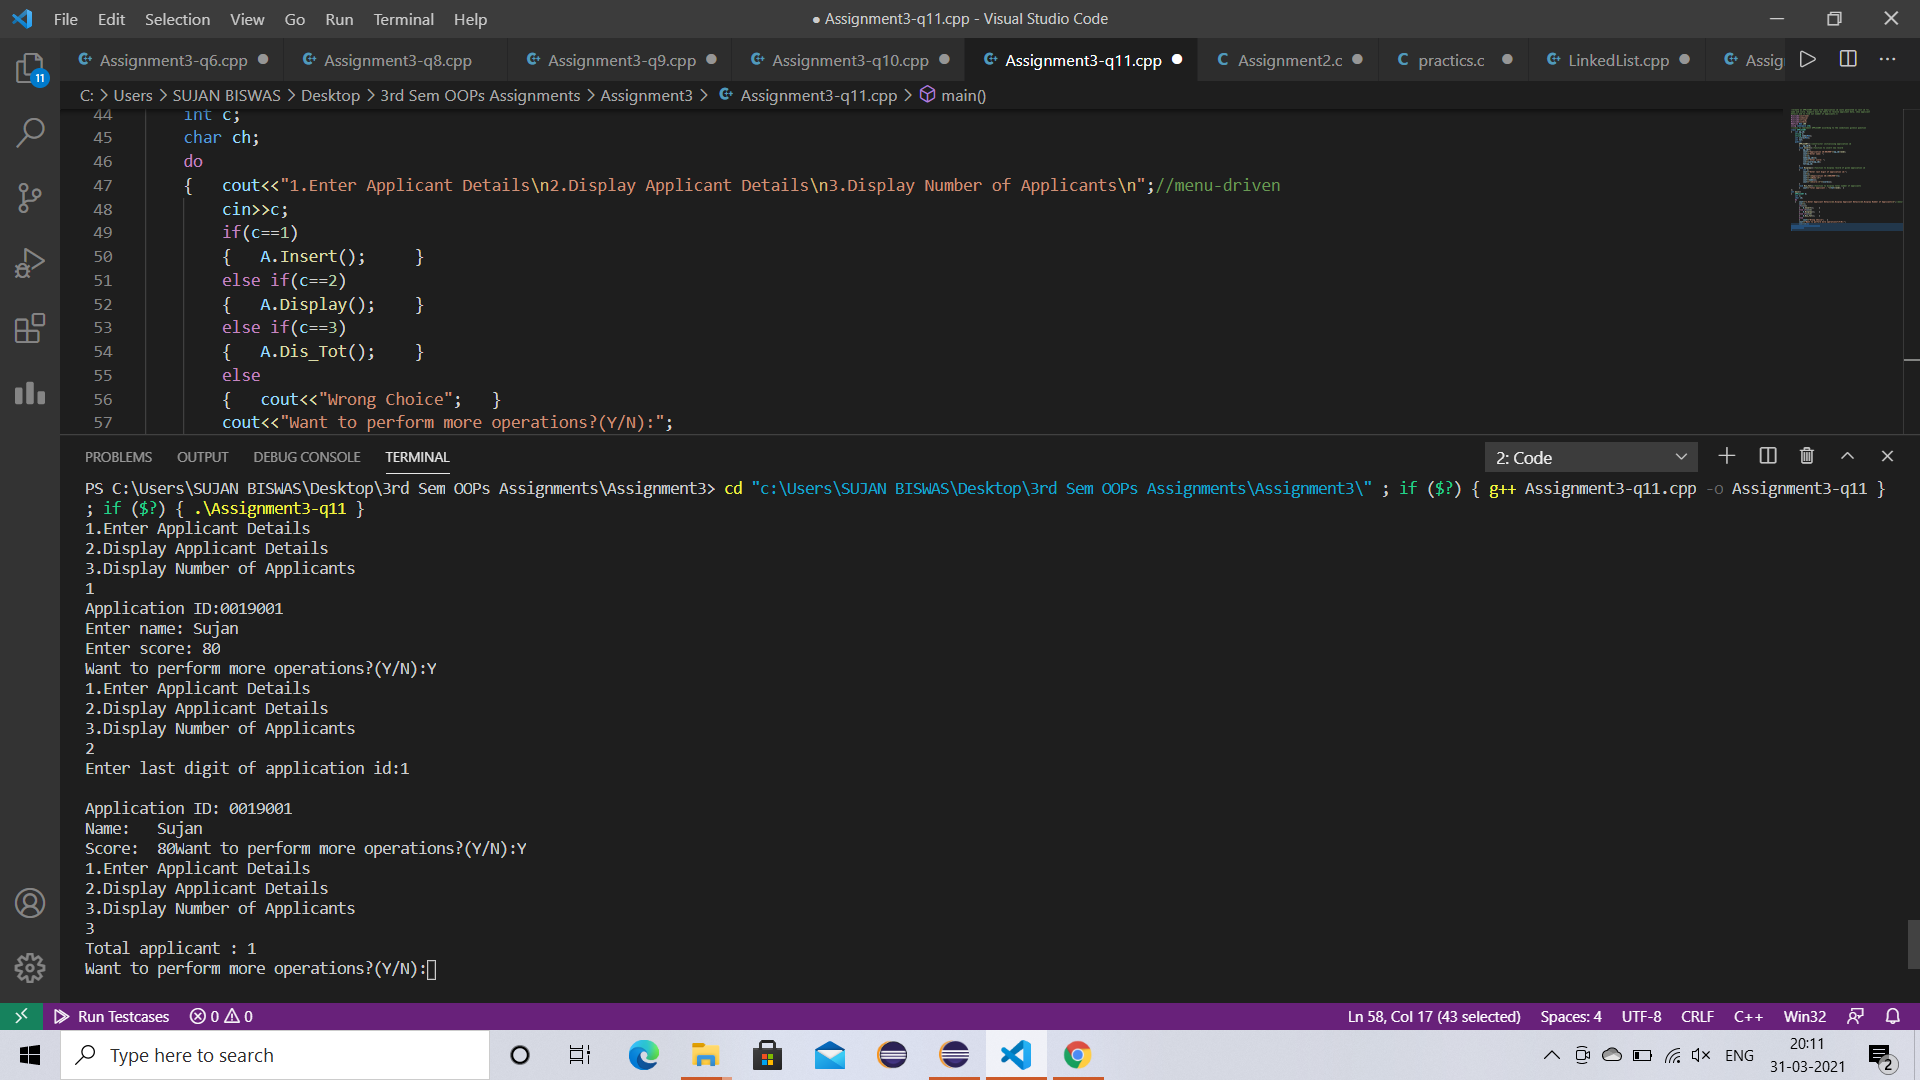 File Edit Selection View Go Run Terminal Help
● Assignment3-q11.cpp - Visual Studio Code
Assignment3-q6.cpp Assignment3-q8.cpp Assignment3-q9.cpp Assignment3-q10.cpp Assignment3-q11.cpp Assignment2.c practics.c LinkedList.cpp Assig
C: > Users > SUJAN BISWAS > Desktop > 3rd Sem OOPs Assignments > Assignment3 > Assignment3-q11.cpp > main()
11
44 int c;
45 char ch;
46 do
47 { cout<<"1.Enter Applicant Details\n2.Display Applicant Details\n3.Display Number of Applicants\n";//menu-driven
48 cin>>c;
49 if(c==1)
50 { A.Insert(); }
51 else if(c==2)
52 { A.Display(); }
53 else if(c==3)
54 { A.Dis_Tot(); }
55 else
56 { cout<<"Wrong Choice"; }
57 cout<<"Want to perform more operations?(Y/N):";
PROBLEMS OUTPUT DEBUG CONSOLE TERMINAL
2: Code
PS C:\Users\SUJAN BISWAS\Desktop\3rd Sem OOPs Assignments\Assignment3> cd "c:\Users\SUJAN BISWAS\Desktop\3rd Sem OOPs Assignments\Assignment3\" ; if ($?) { g++ Assignment3-q11.cpp -o Assignment3-q11 }
; if ($?) { .\Assignment3-q11 }
1.Enter Applicant Details
2.Display Applicant Details
3.Display Number of Applicants
1
Application ID:0019001
Enter name: Sujan
Enter score: 80
Want to perform more operations?(Y/N):Y
1.Enter Applicant Details
2.Display Applicant Details
3.Display Number of Applicants
2
Enter last digit of application id:1
Application ID: 0019001
Name: Sujan
Score: 80Want to perform more operations?(Y/N):Y
1.Enter Applicant Details
2.Display Applicant Details
3.Display Number of Applicants
3
Total applicant : 1
Want to perform more operations?(Y/N):
Run Testcases 0 0
Ln 58, Col 17 (43 selected) Spaces: 4 UTF-8 CRLF C++ Win32
Type here to search
ENG
20:11
31-03-2021
2